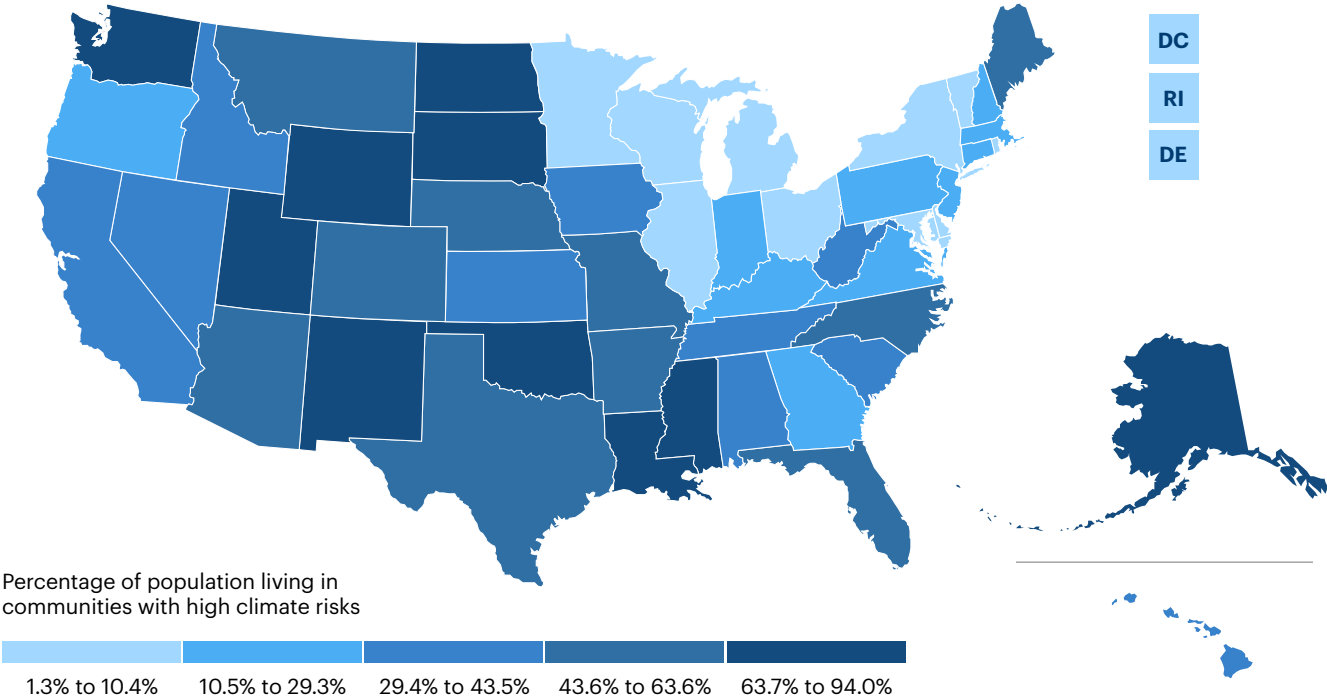 DC
RI
DE
Percentage of population living in
communities with high climate risks
1.3% to 10.4%
10.5% to 29.3%
29.4% to 43.5%
43.6% to 63.6%
63.7% to 94.0%